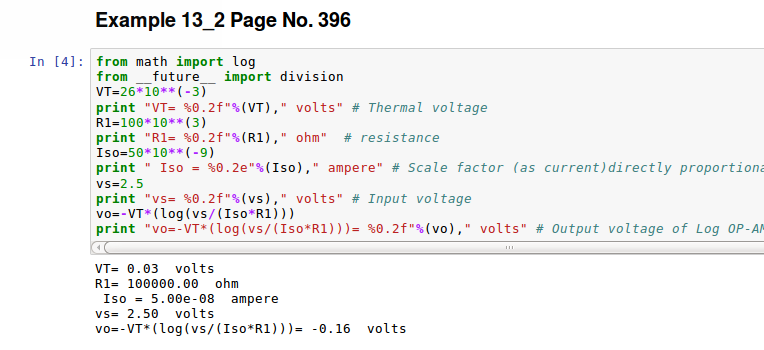 Example 13_2 Page No. 396
In [4]: from math import log
from __future__ import division
VT=26*10**(-3)
print "VT= %0.2f"%(VT)," volts" # Thermal voltage
R1=100*10**(3)
print "R1= %0.2f"%(R1)," ohm"  # resistance
Iso=50*10**(-9)
print " Iso = %0.2e"%(Iso)," ampere" # Scale factor (as current)directly proportiona
vs=2.5
print "vs= %0.2f"%(vs)," volts" # Input voltage
vo=-VT*(log(vs/(Iso*R1)))
print "vo=-VT*(log(vs/(Iso*R1)))= %0.2f"%(vo)," volts" # Output voltage of Log OP-AM
VT= 0.03  volts
R1= 100000.00  ohm
 Iso = 5.00e-08  ampere
vs= 2.50  volts
vo=-VT*(log(vs/(Iso*R1)))= -0.16  volts